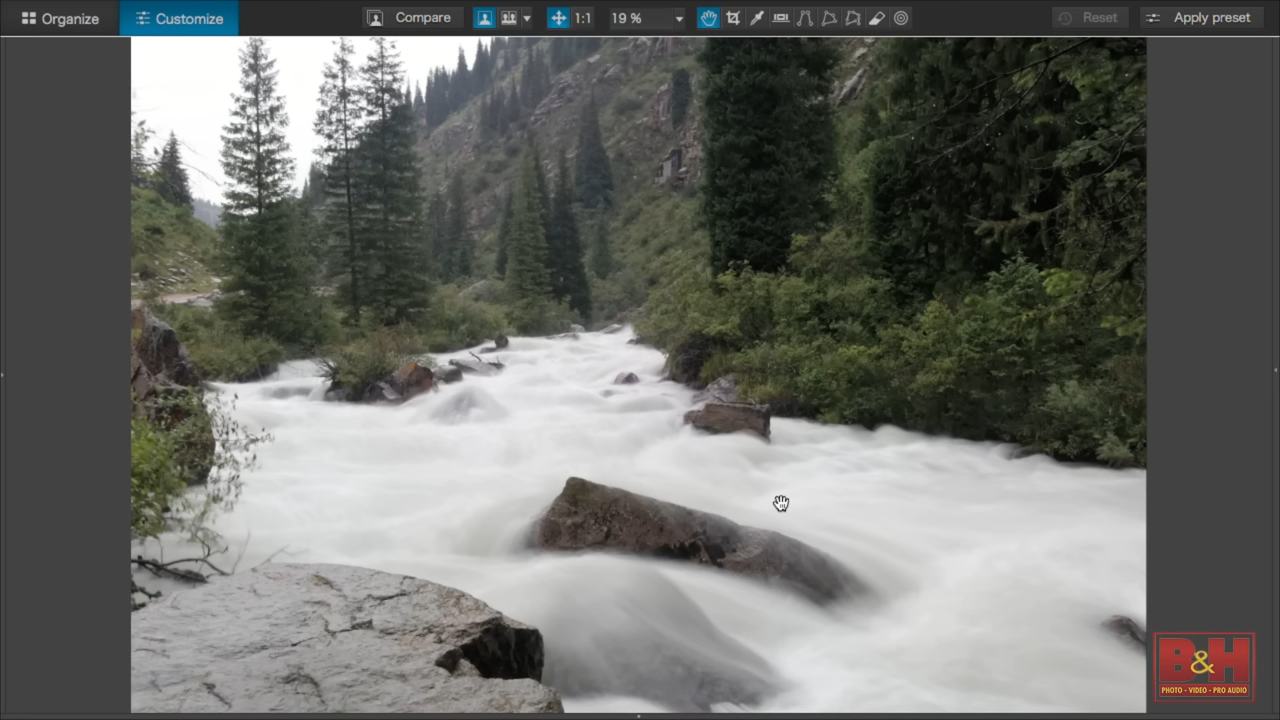 Organize
Customize
Compare
1:1
19 %
Reset
Apply preset
B&H
PHOTO - VIDEO - PRO AUDIO